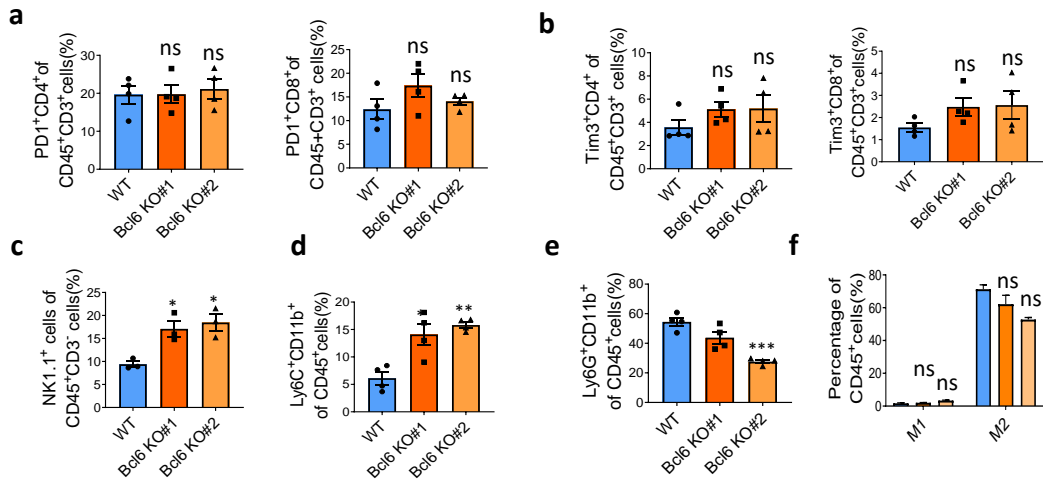 a
PD1⁺CD4⁺ of
CD45⁺CD3⁺cells(%)
30
20
10
0
ns
ns
WT
Bcl6 KO#1
Bcl6 KO#2
PD1⁺CD8⁺of
CD45+CD3⁺cells(%)
25
20
15
10
5
0
ns
ns
WT
Bcl6 KO#1
Bcl6 KO#2
b
Tim3⁺CD4⁺ of
CD45⁺CD3⁺cells(%)
10
8
6
4
2
0
ns
ns
WT
Bcl6 KO#1
Bcl6 KO#2
Tim3⁺CD8⁺of
CD45⁺CD3⁺cells(%)
5
4
3
2
1
0
ns
ns
WT
Bcl6 KO#1
Bcl6 KO#2
c
NK1.1⁺ cells of
CD45⁺CD3⁻ cells(%)
25
20
15
10
5
0
*
*
WT
Bcl6 KO#1
Bcl6 KO#2
d
Ly6C⁺CD11b⁺
of CD45⁺cells(%)
20
15
10
5
0
*
**
WT
Bcl6 KO#1
Bcl6 KO#2
e
Ly6G⁺CD11b⁺
of CD45⁺cells(%)
80
60
40
20
0
***
WT
Bcl6 KO#1
Bcl6 KO#2
f
Percentage of
CD45⁺ cells(%)
80
60
40
20
0
ns
ns
ns
ns
M1
M2